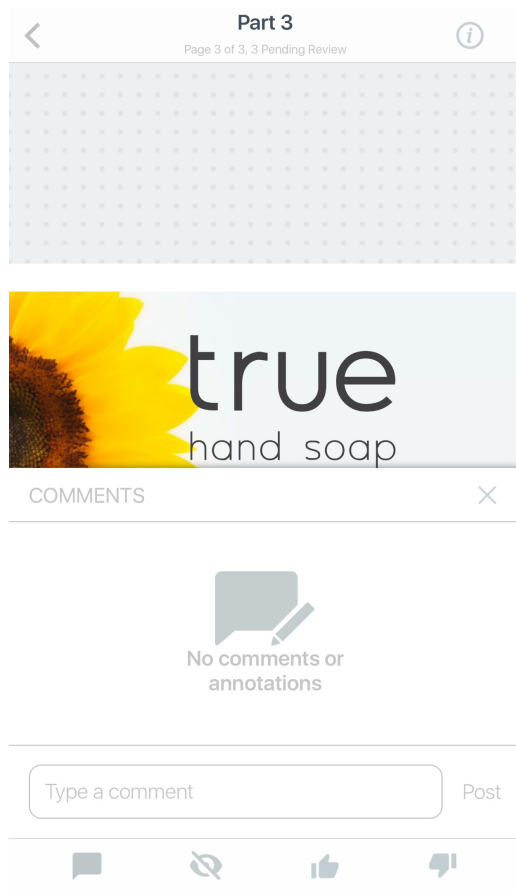 Part 3
Page 3 of 3, 3 Pending Review
true
hand soap
COMMENTS
No comments or
annotations
Type a comment
Post